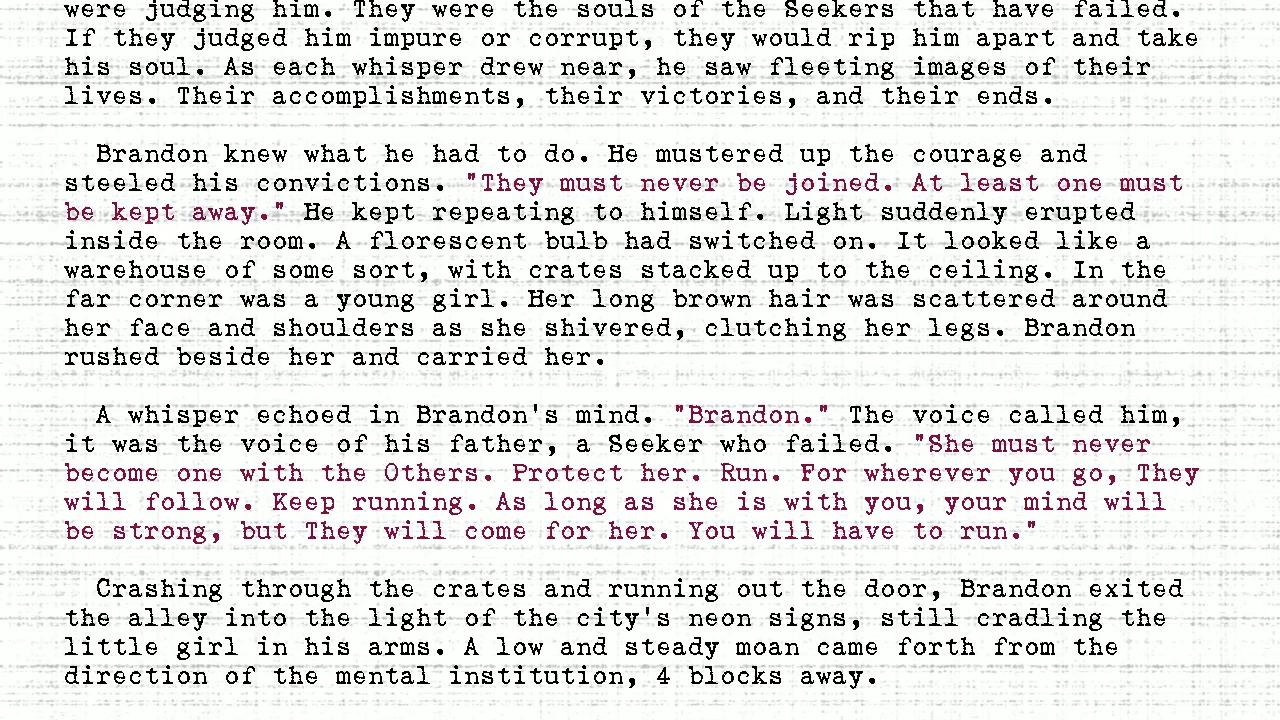 were judging him. They were the souls of the Seekers that have failed.
If they judged him impure or corrupt, they would rip him apart and take
his soul. As each whisper drew near, he saw fleeting images of their
lives. Their accomplishments, their victories, and their ends.
Brandon knew what he had to do. He mustered up the courage and
steeled his convictions. "They must never be joined. At least one must
be kept away." He kept repeating to himself. Light suddenly erupted
inside the room. A florescent bulb had switched on. It looked like a
warehouse of some sort, with crates stacked up to the ceiling. In the
far corner was a young girl. Her long brown hair was scattered around
her face and shoulders as she shivered, clutching her legs. Brandon
rushed beside her and carried her.
A whisper echoed in Brandon's mind. "Brandon." The voice called him,
it was the voice of his father, a Seeker who failed. "She must never
become one with the Others. Protect her. Run. For wherever you go, They
will follow. Keep running. As long as she is with you, your mind will
be strong, but They will come for her. You will have to run."
Crashing through the crates and running out the door, Brandon exited
the alley into the light of the city's neon signs, still cradling the
little girl in his arms. A low and steady moan came forth from the
direction of the mental institution, 4 blocks away.